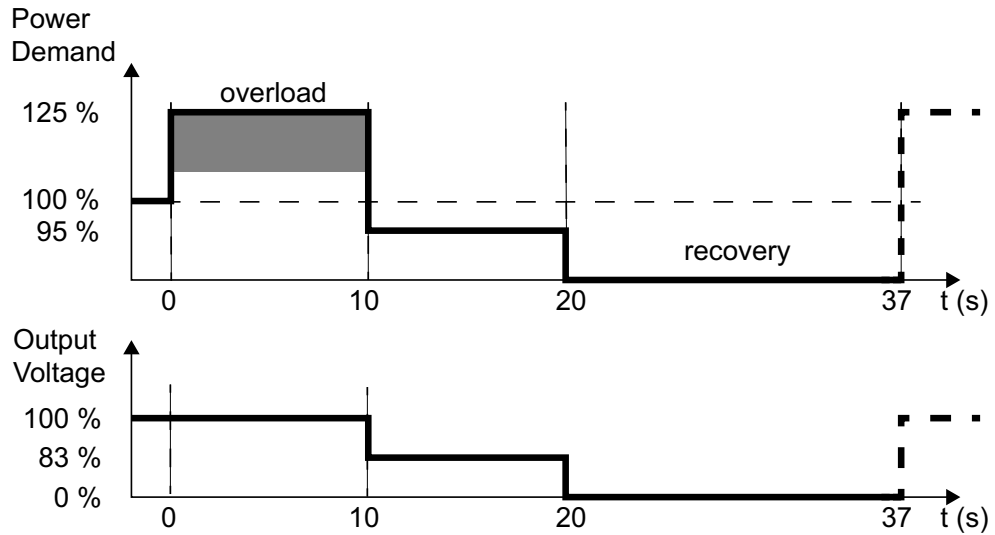 Power
Demand
overload
125 %
100 %
95 %
recovery
0 10 20 37 t (s)
Output
Voltage
100 %
83 %
0 %
0 10 20 37 t (s)